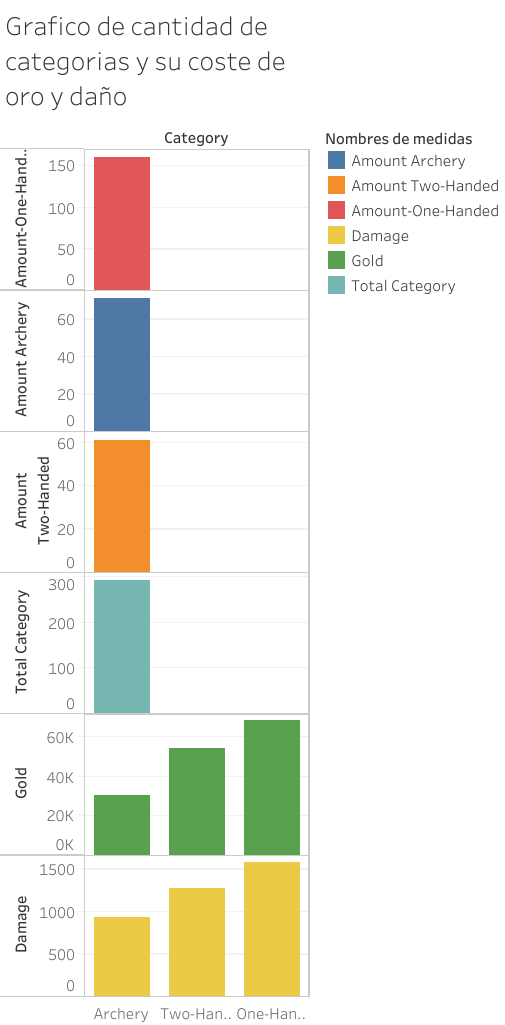 Grafico de cantidad de
categorias y su coste de
oro y daño
Category
Nombres de medidas
Amount Archery
Amount Two-Handed
Amount-One-Handed
Damage
Gold
Total Category
Amount-One-Hand..
150
100
50
0
Amount Archery
60
40
20
0
Amount
Two-Handed
60
40
20
0
Total Category
300
200
100
0
Gold
60K
40K
20K
0K
Damage
1500
1000
500
0
Archery
Two-Han..
One-Han..